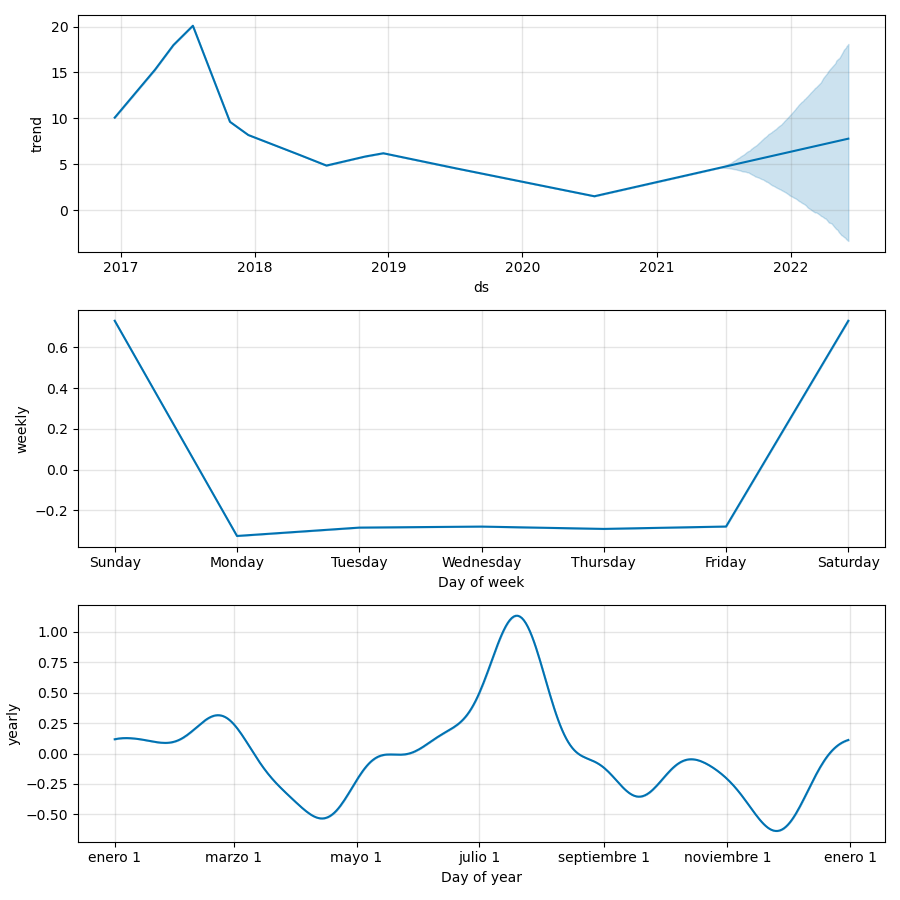 20
15
10
5
0
trend
2017 2018 2019 2020 2021 2022
ds
0.6
0.4
0.2
0.0
−0.2
weekly
Sunday Monday Tuesday Wednesday Thursday Friday Saturday
Day of week
1.00
0.75
0.50
0.25
0.00
−0.25
−0.50
yearly
enero 1 marzo 1 mayo 1 julio 1 septiembre 1 noviembre 1 enero 1
Day of year